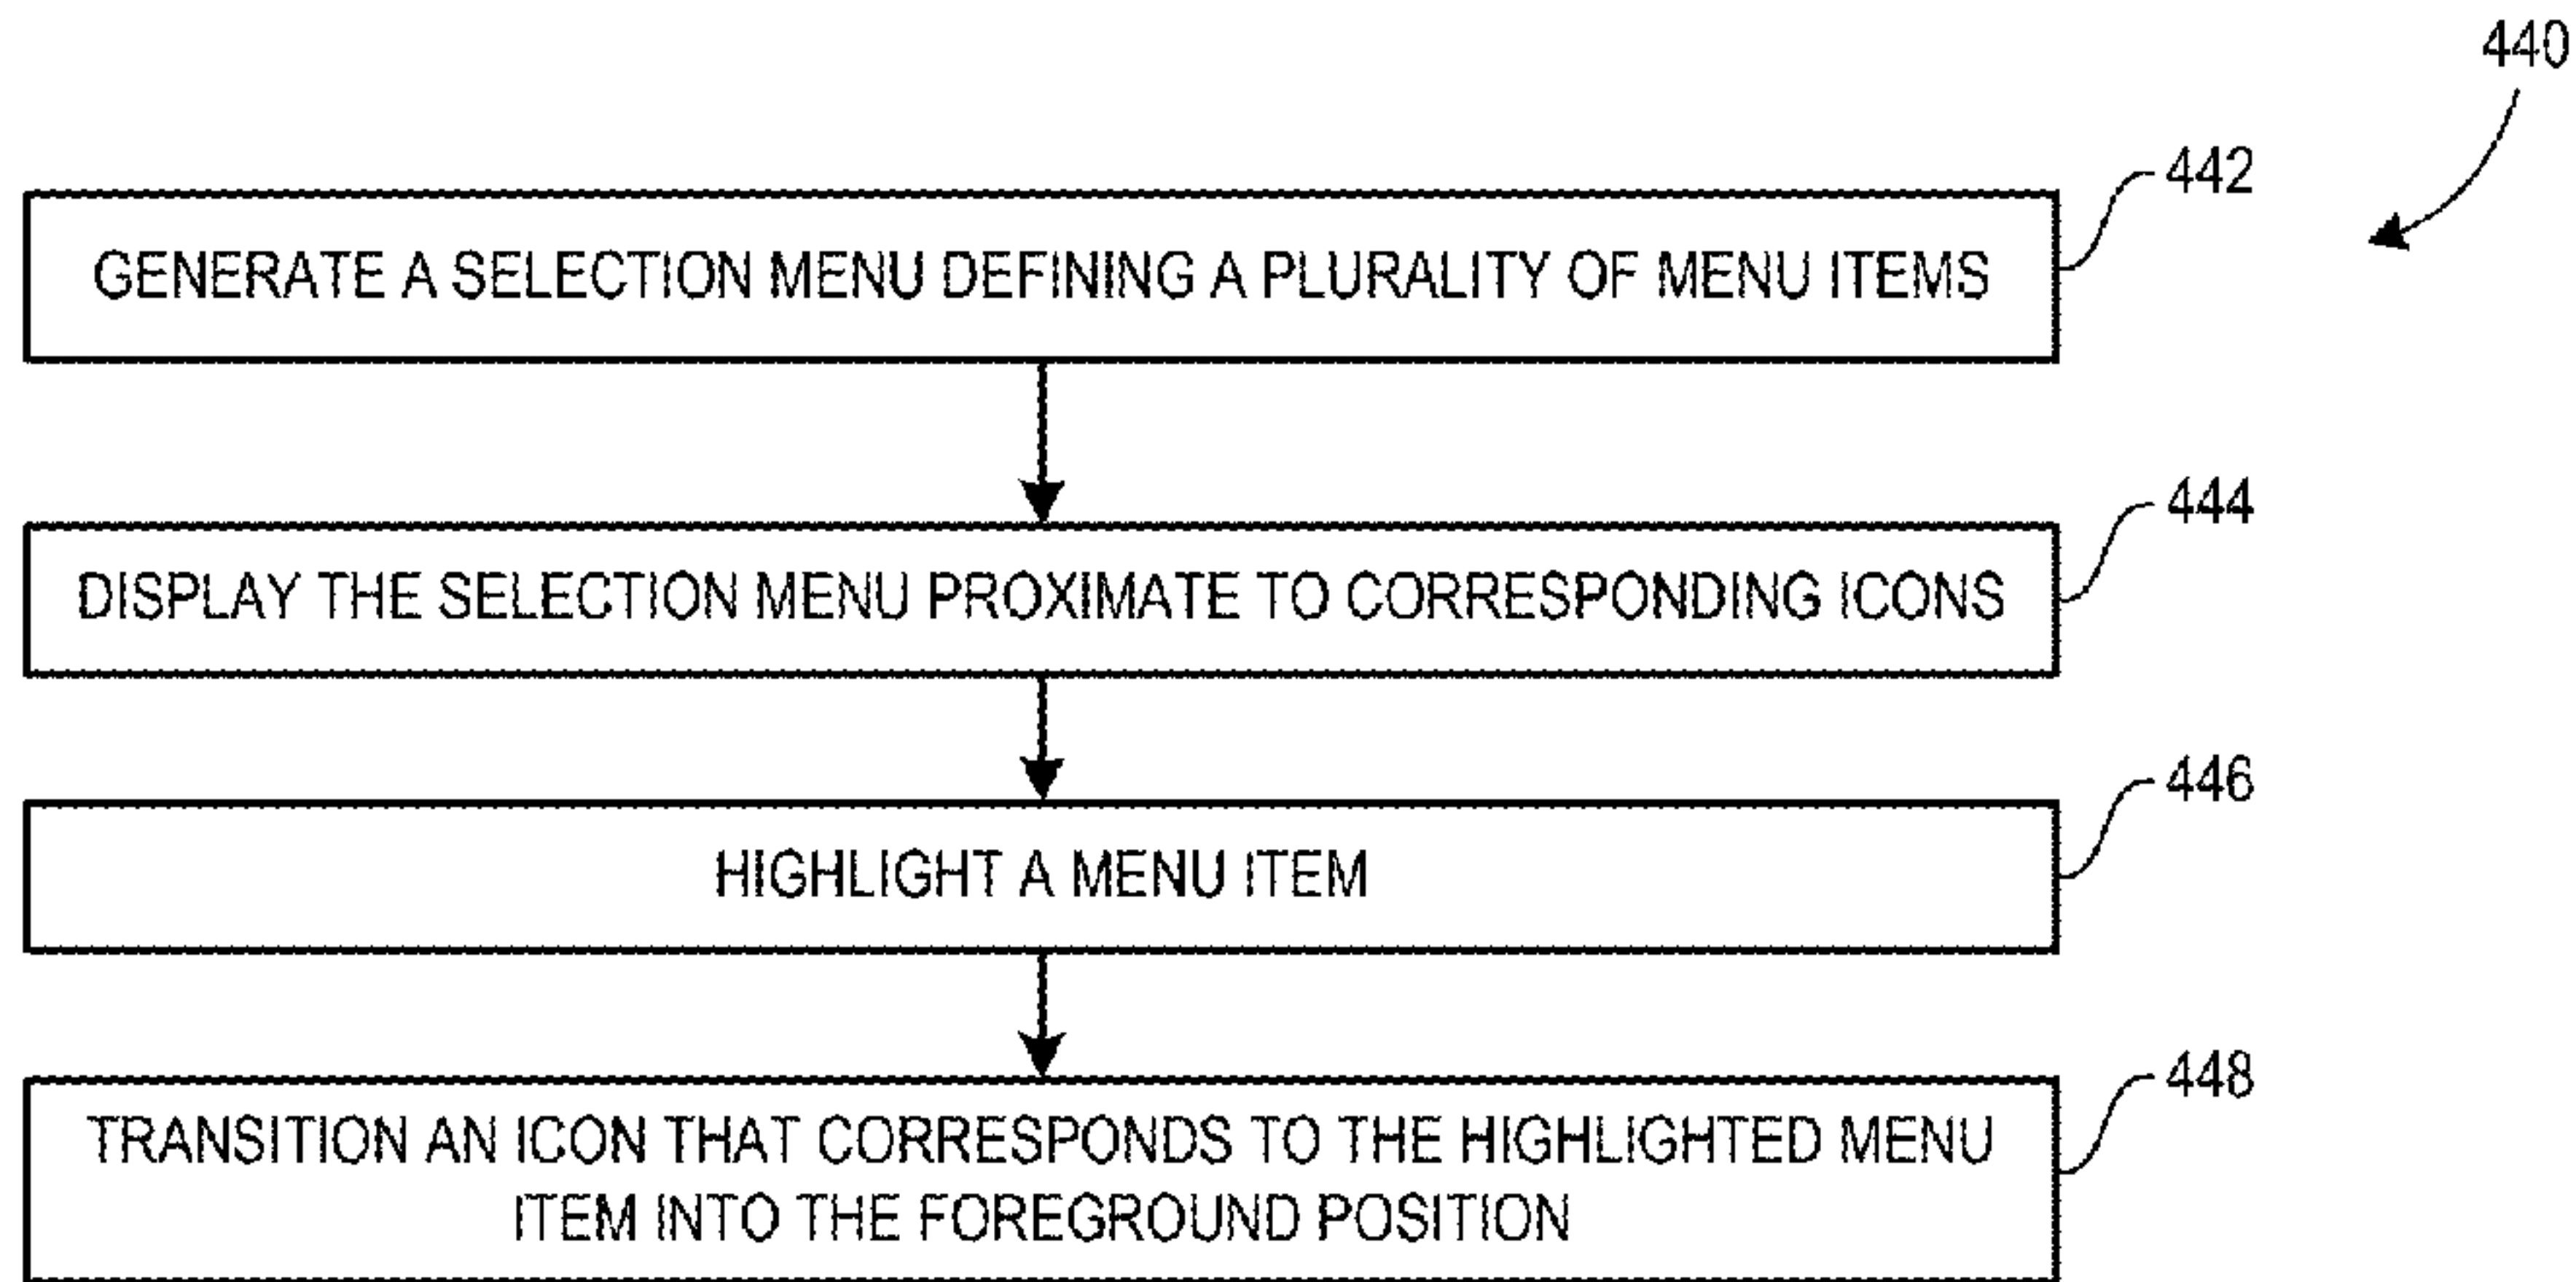 440
442
GENERATE A SELECTION MENU DEFINING A PLURALITY OF MENU ITEMS
444
DISPLAY THE SELECTION MENU PROXIMATE TO CORRESPONDING ICONS
446
HIGHLIGHT A MENU ITEM
448
TRANSITION AN ICON THAT CORRESPONDS TO THE HIGHLIGHTED MENU
ITEM INTO THE FOREGROUND POSITION